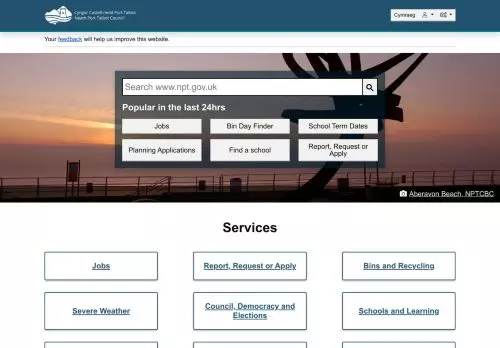 Cyngor Castell-nedd Port Talbot
Neath Port Talbot Council
Cymraeg
Your feedback will help us improve this website.
Search www.npt.gov.uk
Popular in the last 24hrs
Jobs
Bin Day Finder
School Term Dates
Planning Applications
Find a school
Report, Request or
Apply
Aberavon Beach, NPTCBC
Services
Jobs
Report, Request or Apply
Bins and Recycling
Severe Weather
Council, Democracy and
Elections
Schools and Learning